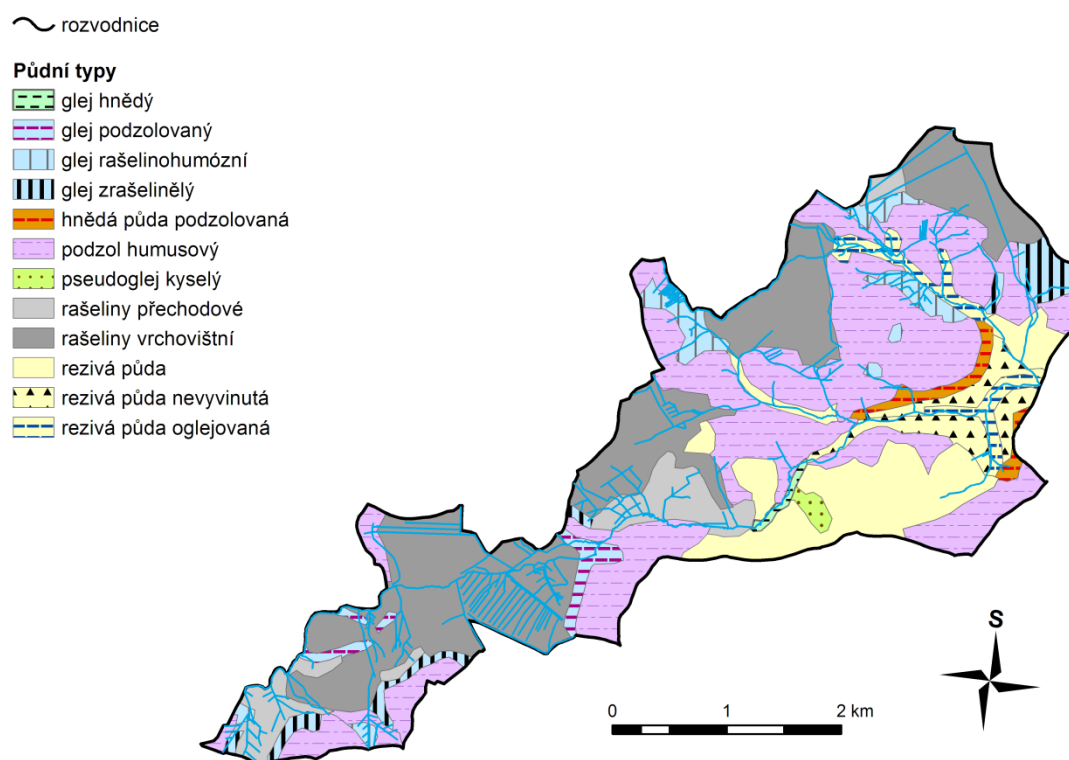 rozvodnice
Půdní typy
glej hnědý
glej podzolovaný
glej rašelinohumózní
glej zrašelinělý
hnědá půda podzolovaná
podzol humusový
pseudoglej kyselý
rašeliny přechodové
rašeliny vrchovištní
rezivá půda
rezivá půda nevyvinutá
rezivá půda oglejovaná
S
0 1 2 km